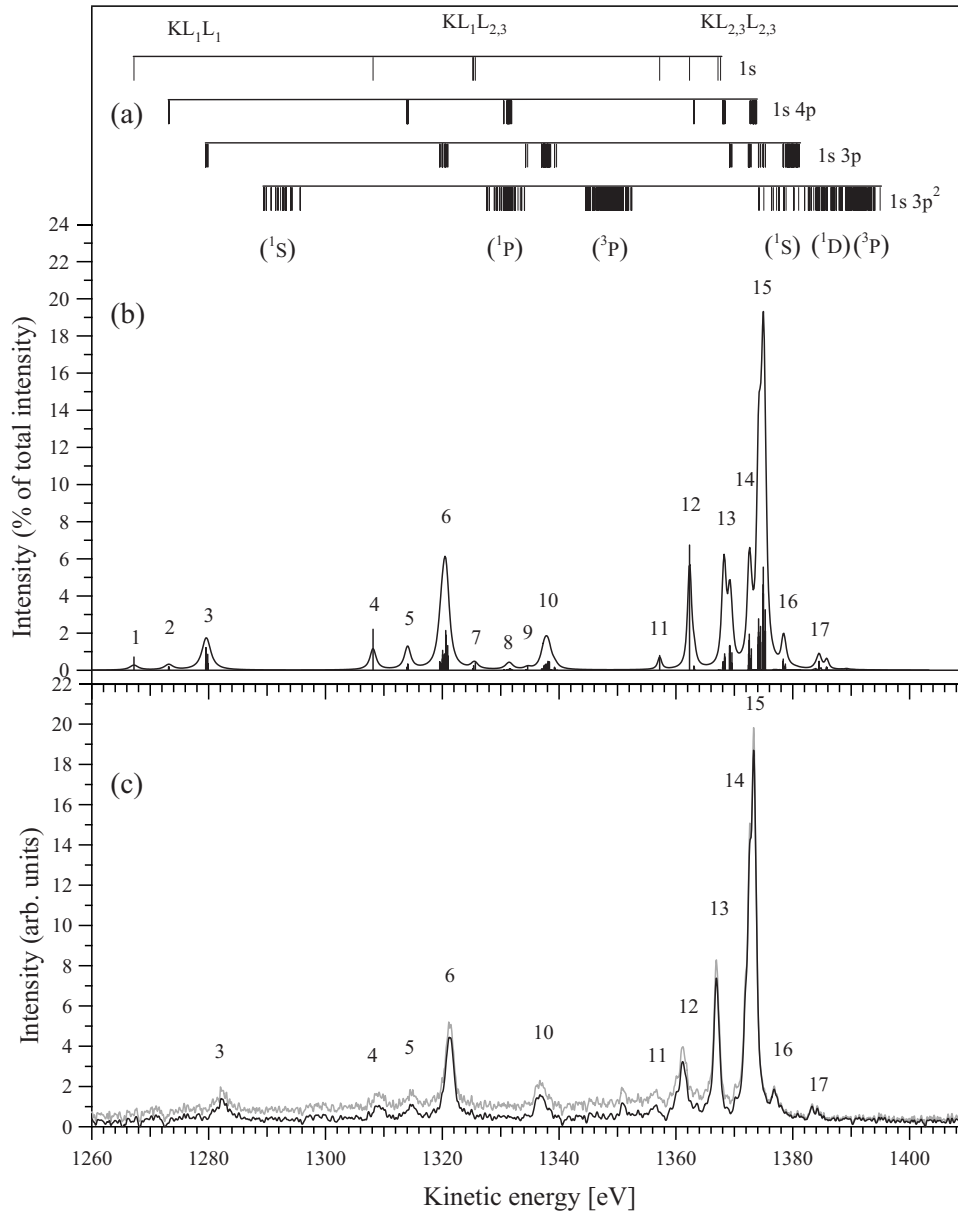 KL₁L₁ KL₁L₂,₃ KL₂,₃L₂,₃
1s
(a) 1s 4p
1s 3p
1s 3p²
(¹S) (¹P) (³P) (¹S) (¹D) (³P)
(b)
24
22
20
18
16
14
12
10
8
6
4
2
0
Intensity (% of total intensity)
1 2 3 4 5 6 7 8 9 10 11 12 13 14 15 16 17
(c)
22
20
18
16
14
12
10
8
6
4
2
0
Intensity (arb. units)
3 4 5 6 10 11 12 13 14 15 16 17
1260 1280 1300 1320 1340 1360 1380 1400
Kinetic energy [eV]